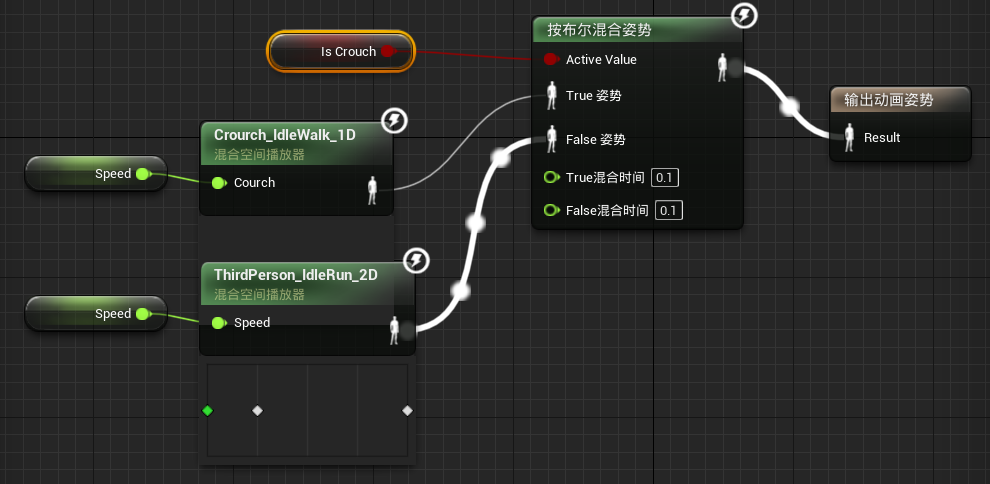 Is Crouch
按布尔混合姿势
Active Value
True 姿势
False 姿势
True混合时间 0.1
False混合时间 0.1
输出动画姿势
Result
Crourch_IdleWalk_1D
混合空间播放器
Speed
Courch
ThirdPerson_IdleRun_2D
混合空间播放器
Speed
Speed